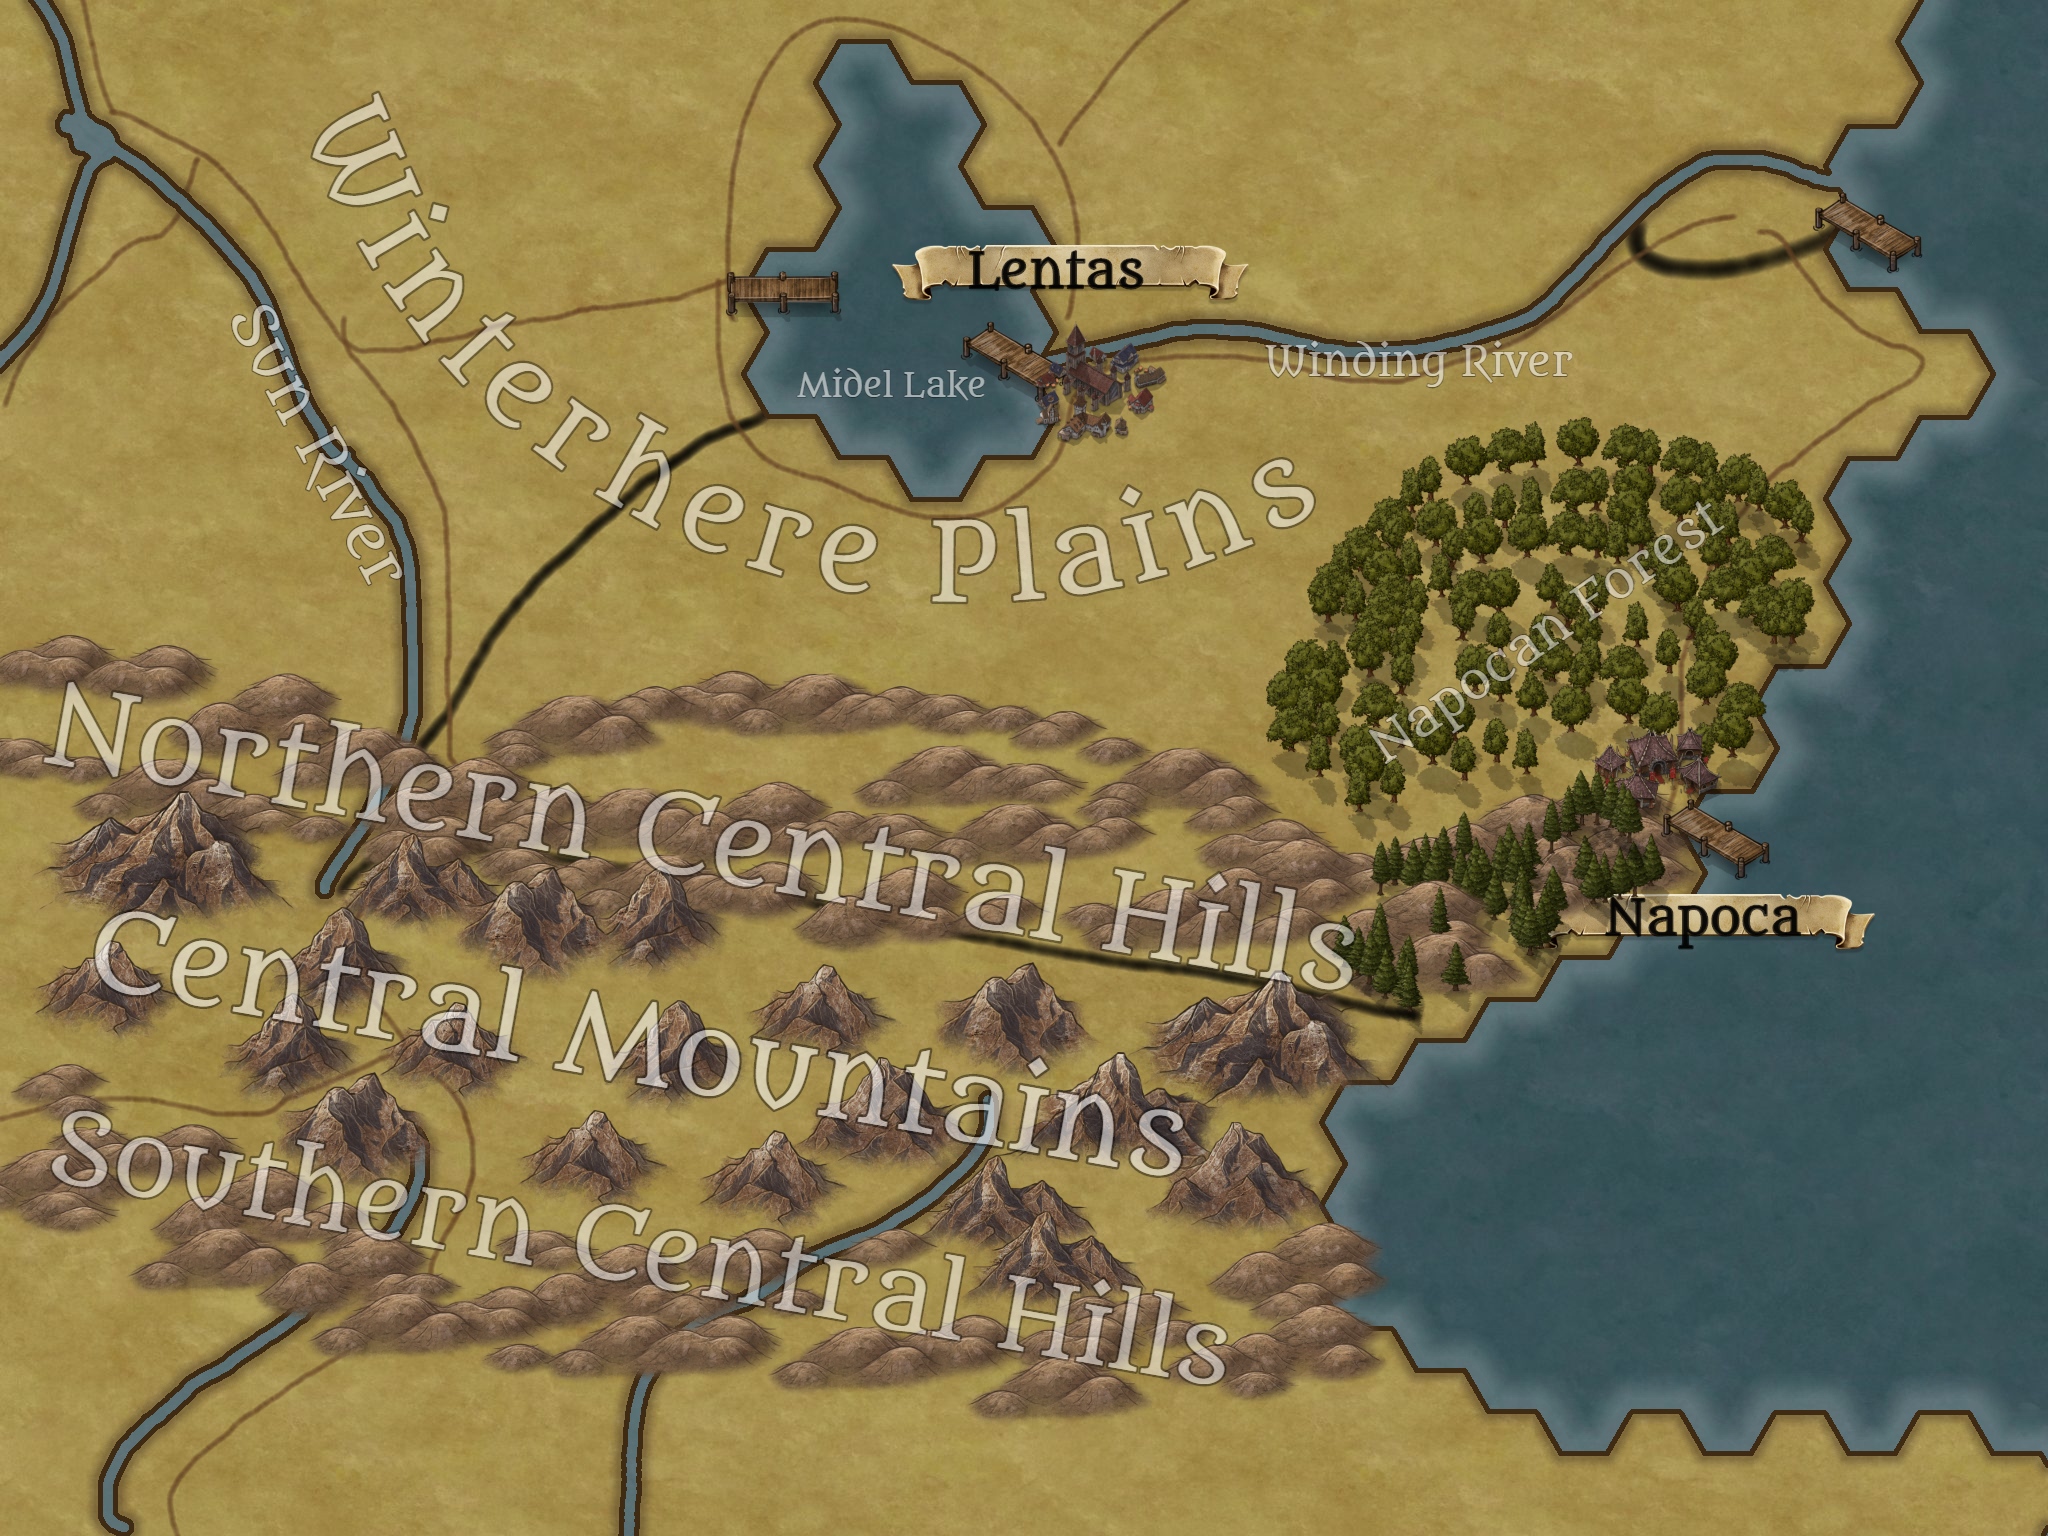 Winterhere Plains
Lentas
Midel Lake
Winding River
Sun River
Napocan Forest
Northern Central Hills
Napoca
Central Mountains
Southern Central Hills